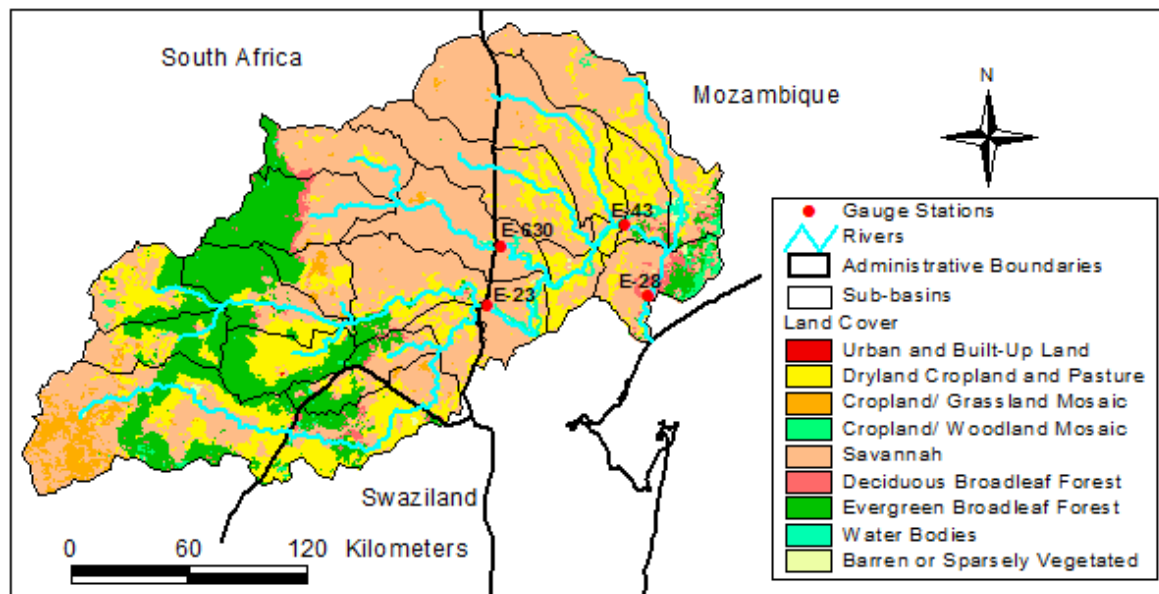 South Africa
Mozambique
N
E-43
E-630
E-28
E-23
Swaziland
0 60 120 Kilometers
Gauge Stations
Rivers
Administrative Boundaries
Sub-basins
Land Cover
Urban and Built-Up Land
Dryland Cropland and Pasture
Cropland/ Grassland Mosaic
Cropland/ Woodland Mosaic
Savannah
Deciduous Broadleaf Forest
Evergreen Broadleaf Forest
Water Bodies
Barren or Sparsely Vegetated